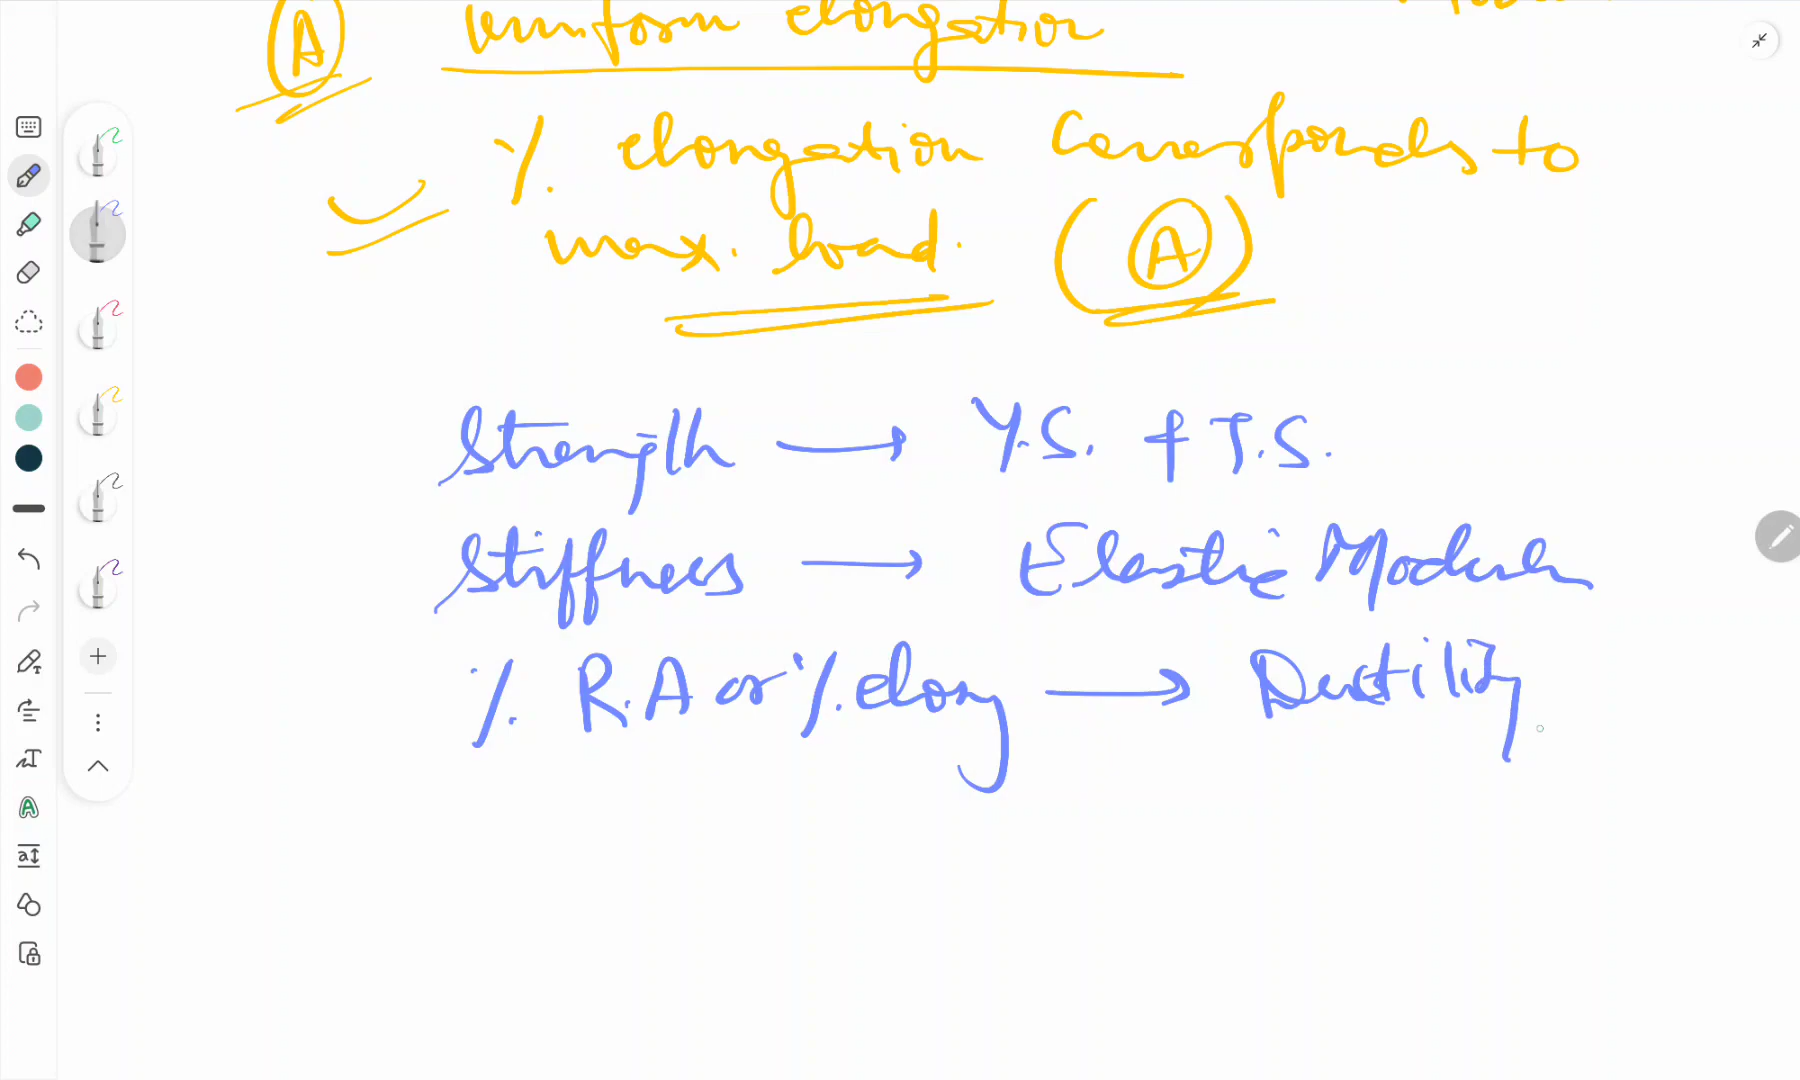 A Uniform elongation
% elongation corresponds to
max. load. (A)
Strength → Y.S. & T.S.
Stiffness → Elastic Modulus
% R.A or % elong → Ductility